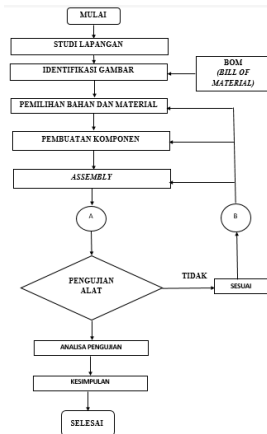 MULAI
STUDI LAPANGAN
IDENTIFIKASI GAMBAR
BOM
(BILL OF
MATERIAL)
PEMILIHAN BAHAN DAN MATERIAL
PEMBUATAN KOMPONEN
ASSEMBLY
A
B
PENGUJIAN
ALAT
TIDAK
SESUAI
ANALISA PENGUJIAN
KESIMPULAN
SELESAI